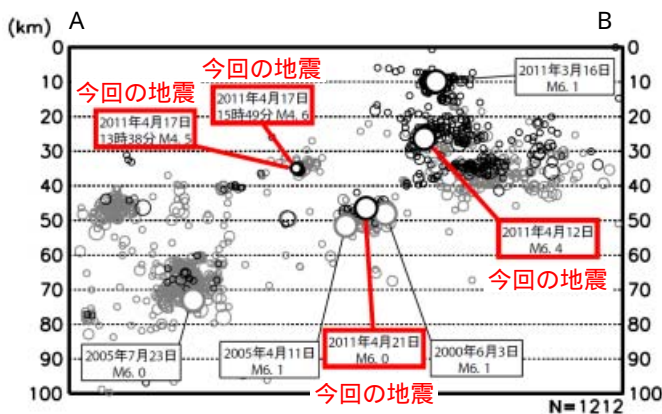 (km)
A
B
0
10
20
30
40
50
60
70
80
90
100
0
10
20
30
40
50
60
70
80
90
100
今回の地震
2011年4月17日
13時38分 M4.5
今回の地震
2011年4月17日
15時49分 M4.6
2011年3月16日
M6.1
2011年4月12日
M6.4
今回の地震
2005年7月23日
M6.0
2005年4月11日
M6.1
2011年4月21日
M6.0
今回の地震
2000年6月3日
M6.1
N=1212